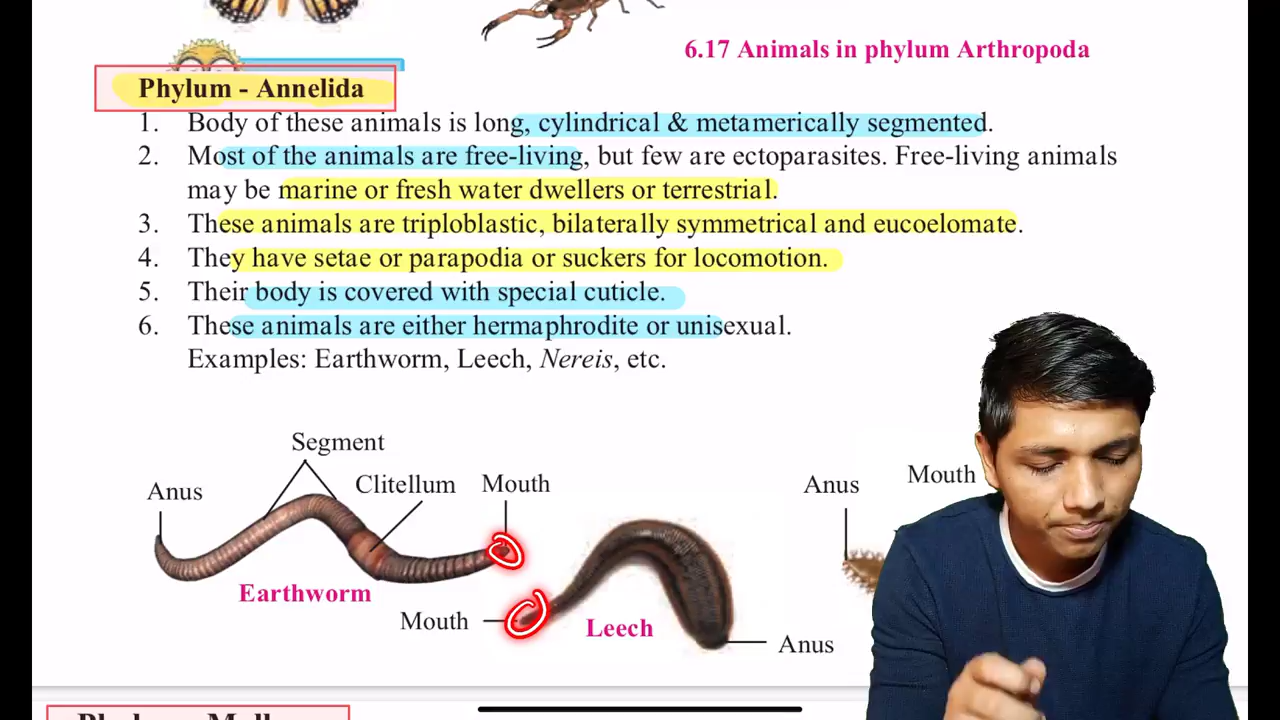 6.17 Animals in phylum Arthropoda
Phylum - Annelida
1. Body of these animals is long, cylindrical & metamerically segmented.
2. Most of the animals are free-living, but few are ectoparasites. Free-living animals
may be marine or fresh water dwellers or terrestrial.
3. These animals are triploblastic, bilaterally symmetrical and eucoelomate.
4. They have setae or parapodia or suckers for locomotion.
5. Their body is covered with special cuticle.
6. These animals are either hermaphrodite or unisexual.
Examples: Earthworm, Leech, Nereis, etc.
Segment
Anus
Clitellum
Mouth
Earthworm
Mouth
Leech
Anus
Anus
Mouth